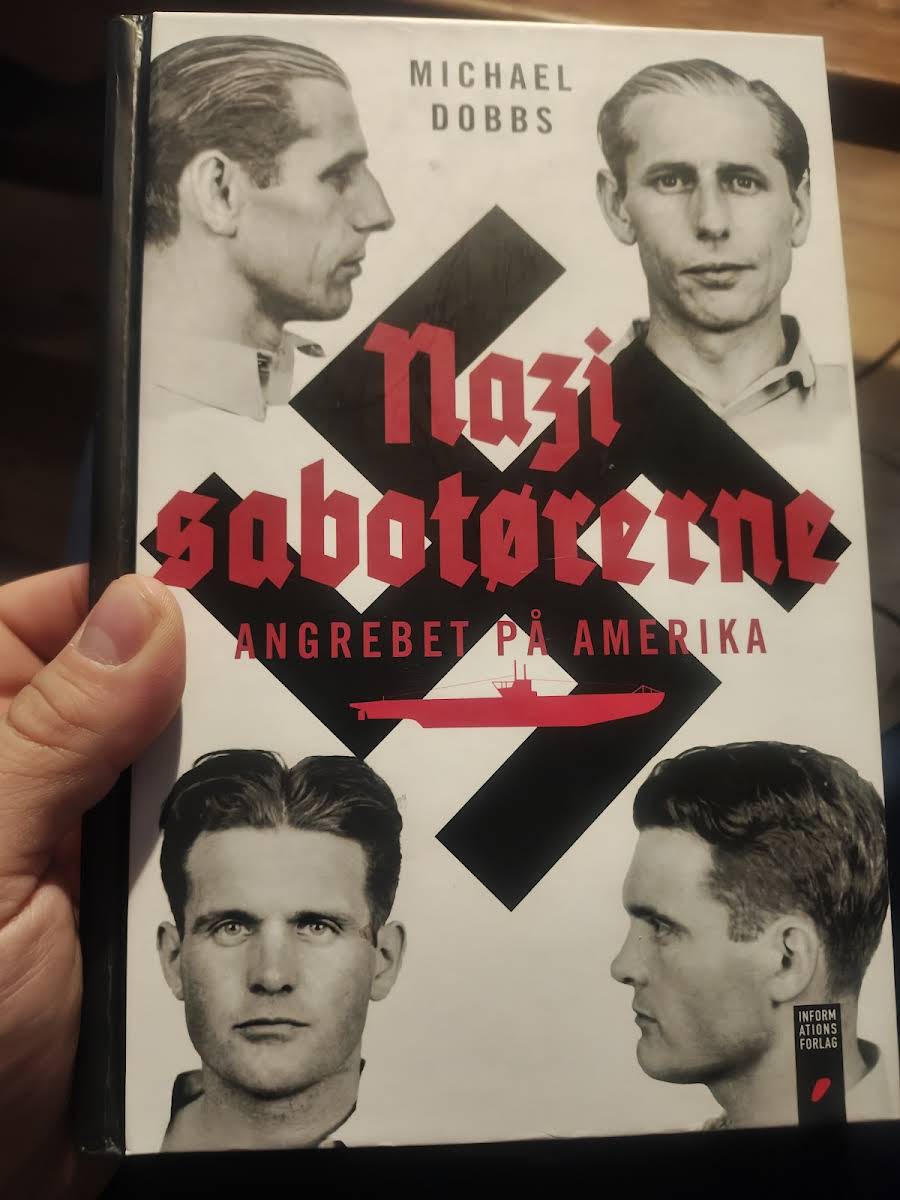 MICHAEL
DOBBS
Nazi
sabotørerne
ANGREBET PÅ AMERIKA
INFORM
ATIONS
FORLAG